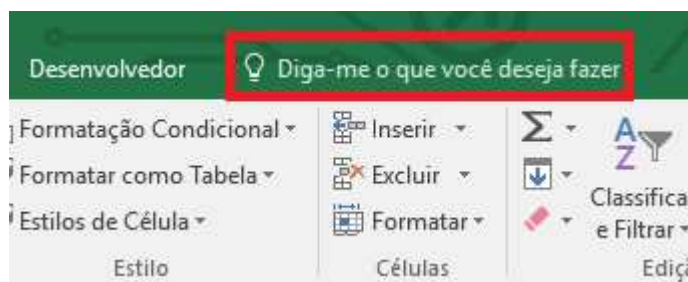 Desenvolvedor Diga-me o que você deseja fazer
Formatação Condicional
Inserir
Formatar como Tabela
Excluir
Estilos de Célula
Formatar
Classifica
e Filtrar
Estilo
Células
Ediç